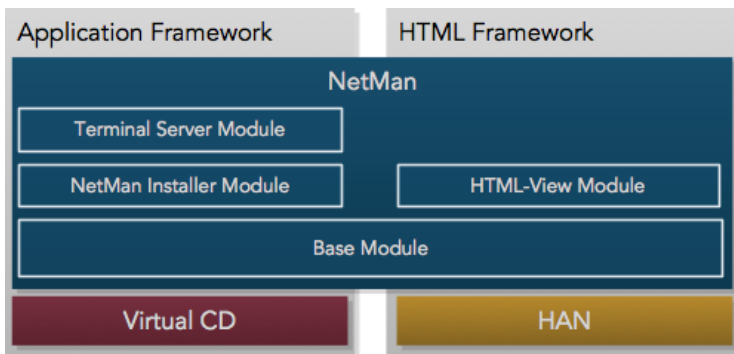 Application Framework
HTML Framework
NetMan
Terminal Server Module
NetMan Installer Module
HTML-View Module
Base Module
Virtual CD
HAN